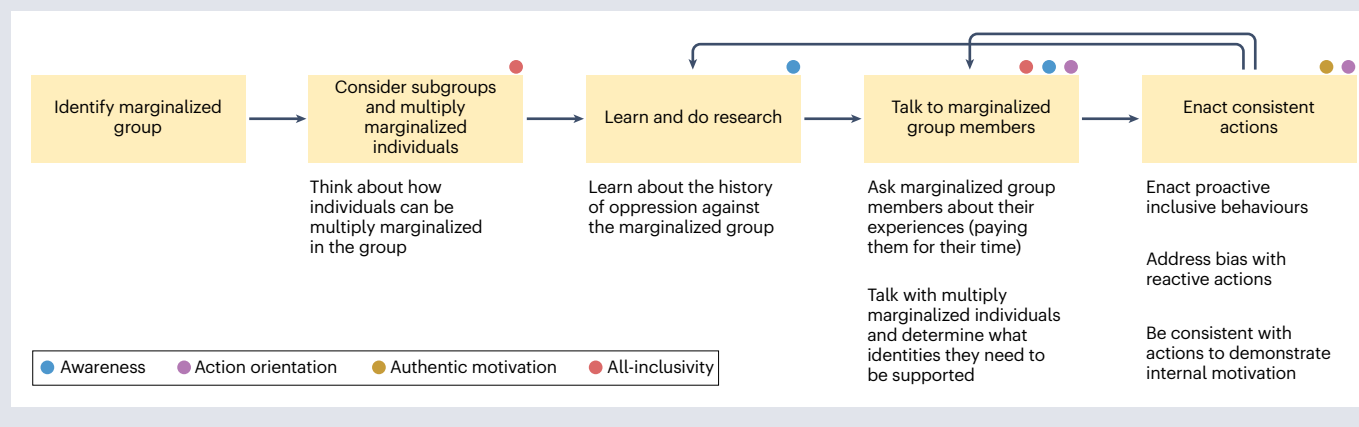 Identify marginalized
group
Consider subgroups
and multiply
marginalized
individuals
Learn and do research
Talk to marginalized
group members
Enact consistent
actions
Think about how
individuals can be
multiply marginalized
in the group
Learn about the history
of oppression against
the marginalized group
Ask marginalized group
members about their
experiences (paying
them for their time)
Talk with multiply
marginalized individuals
and determine what
identities they need to
be supported
Enact proactive
inclusive behaviours
Address bias with
reactive actions
Be consistent with
actions to demonstrate
internal motivation
Awareness Action orientation Authentic motivation All-inclusivity